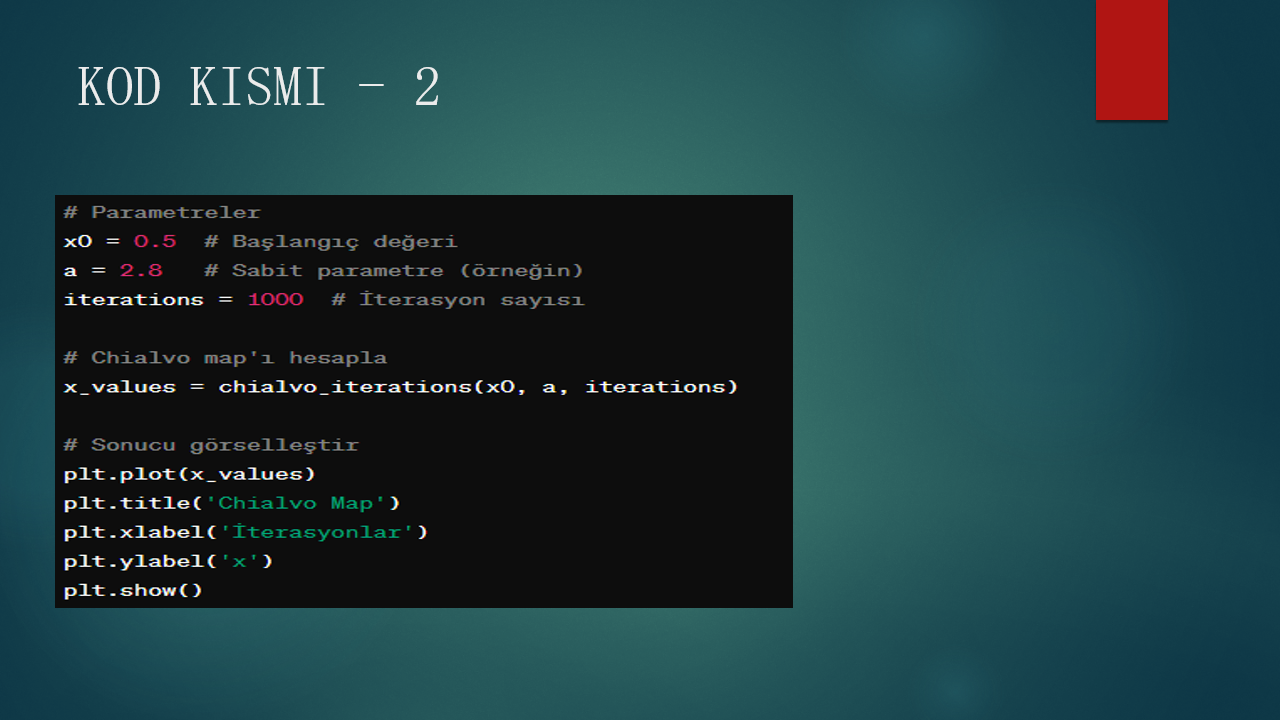 KOD KISMI - 2
# Parametreler
x0 = 0.5  # Başlangıç değeri
a = 2.8   # Sabit parametre (örneğin)
iterations = 1000  # İterasyon sayısı
# Chialvo map'ı hesapla
x_values = chialvo_iterations(x0, a, iterations)
# Sonucu görselleştir
plt.plot(x_values)
plt.title('Chialvo Map')
plt.xlabel('İterasyonlar')
plt.ylabel('x')
plt.show()